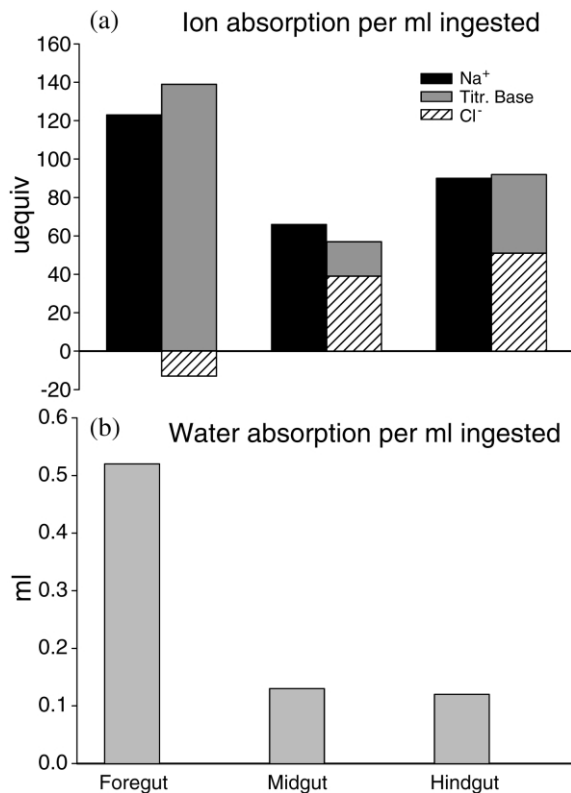 (a) Ion absorption per ml ingested
160
140
120
100
80
60
40
20
0
-20
uequiv
Na⁺
Titr. Base
Cl⁻
(b) Water absorption per ml ingested
0.6
0.5
0.4
0.3
0.2
0.1
0.0
ml
Foregut Midgut Hindgut